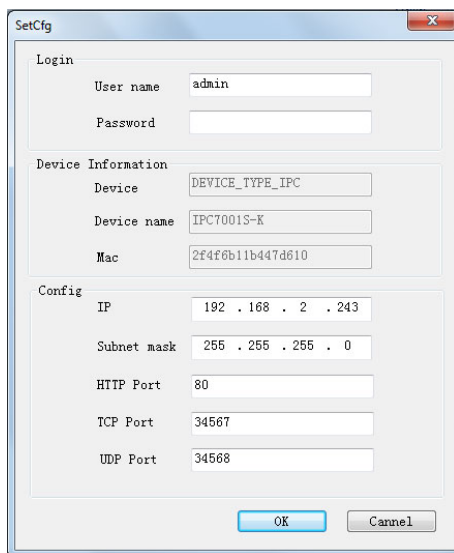 SetCfg
Login
User name admin
Password
Device Information
Device DEVICE_TYPE_IPC
Device name IPC7001S-K
Mac 2f4f6b11b447d610
Config
IP 192 . 168 . 2 . 243
Subnet mask 255 . 255 . 255 . 0
HTTP Port 80
TCP Port 34567
UDP Port 34568
OK Cannel